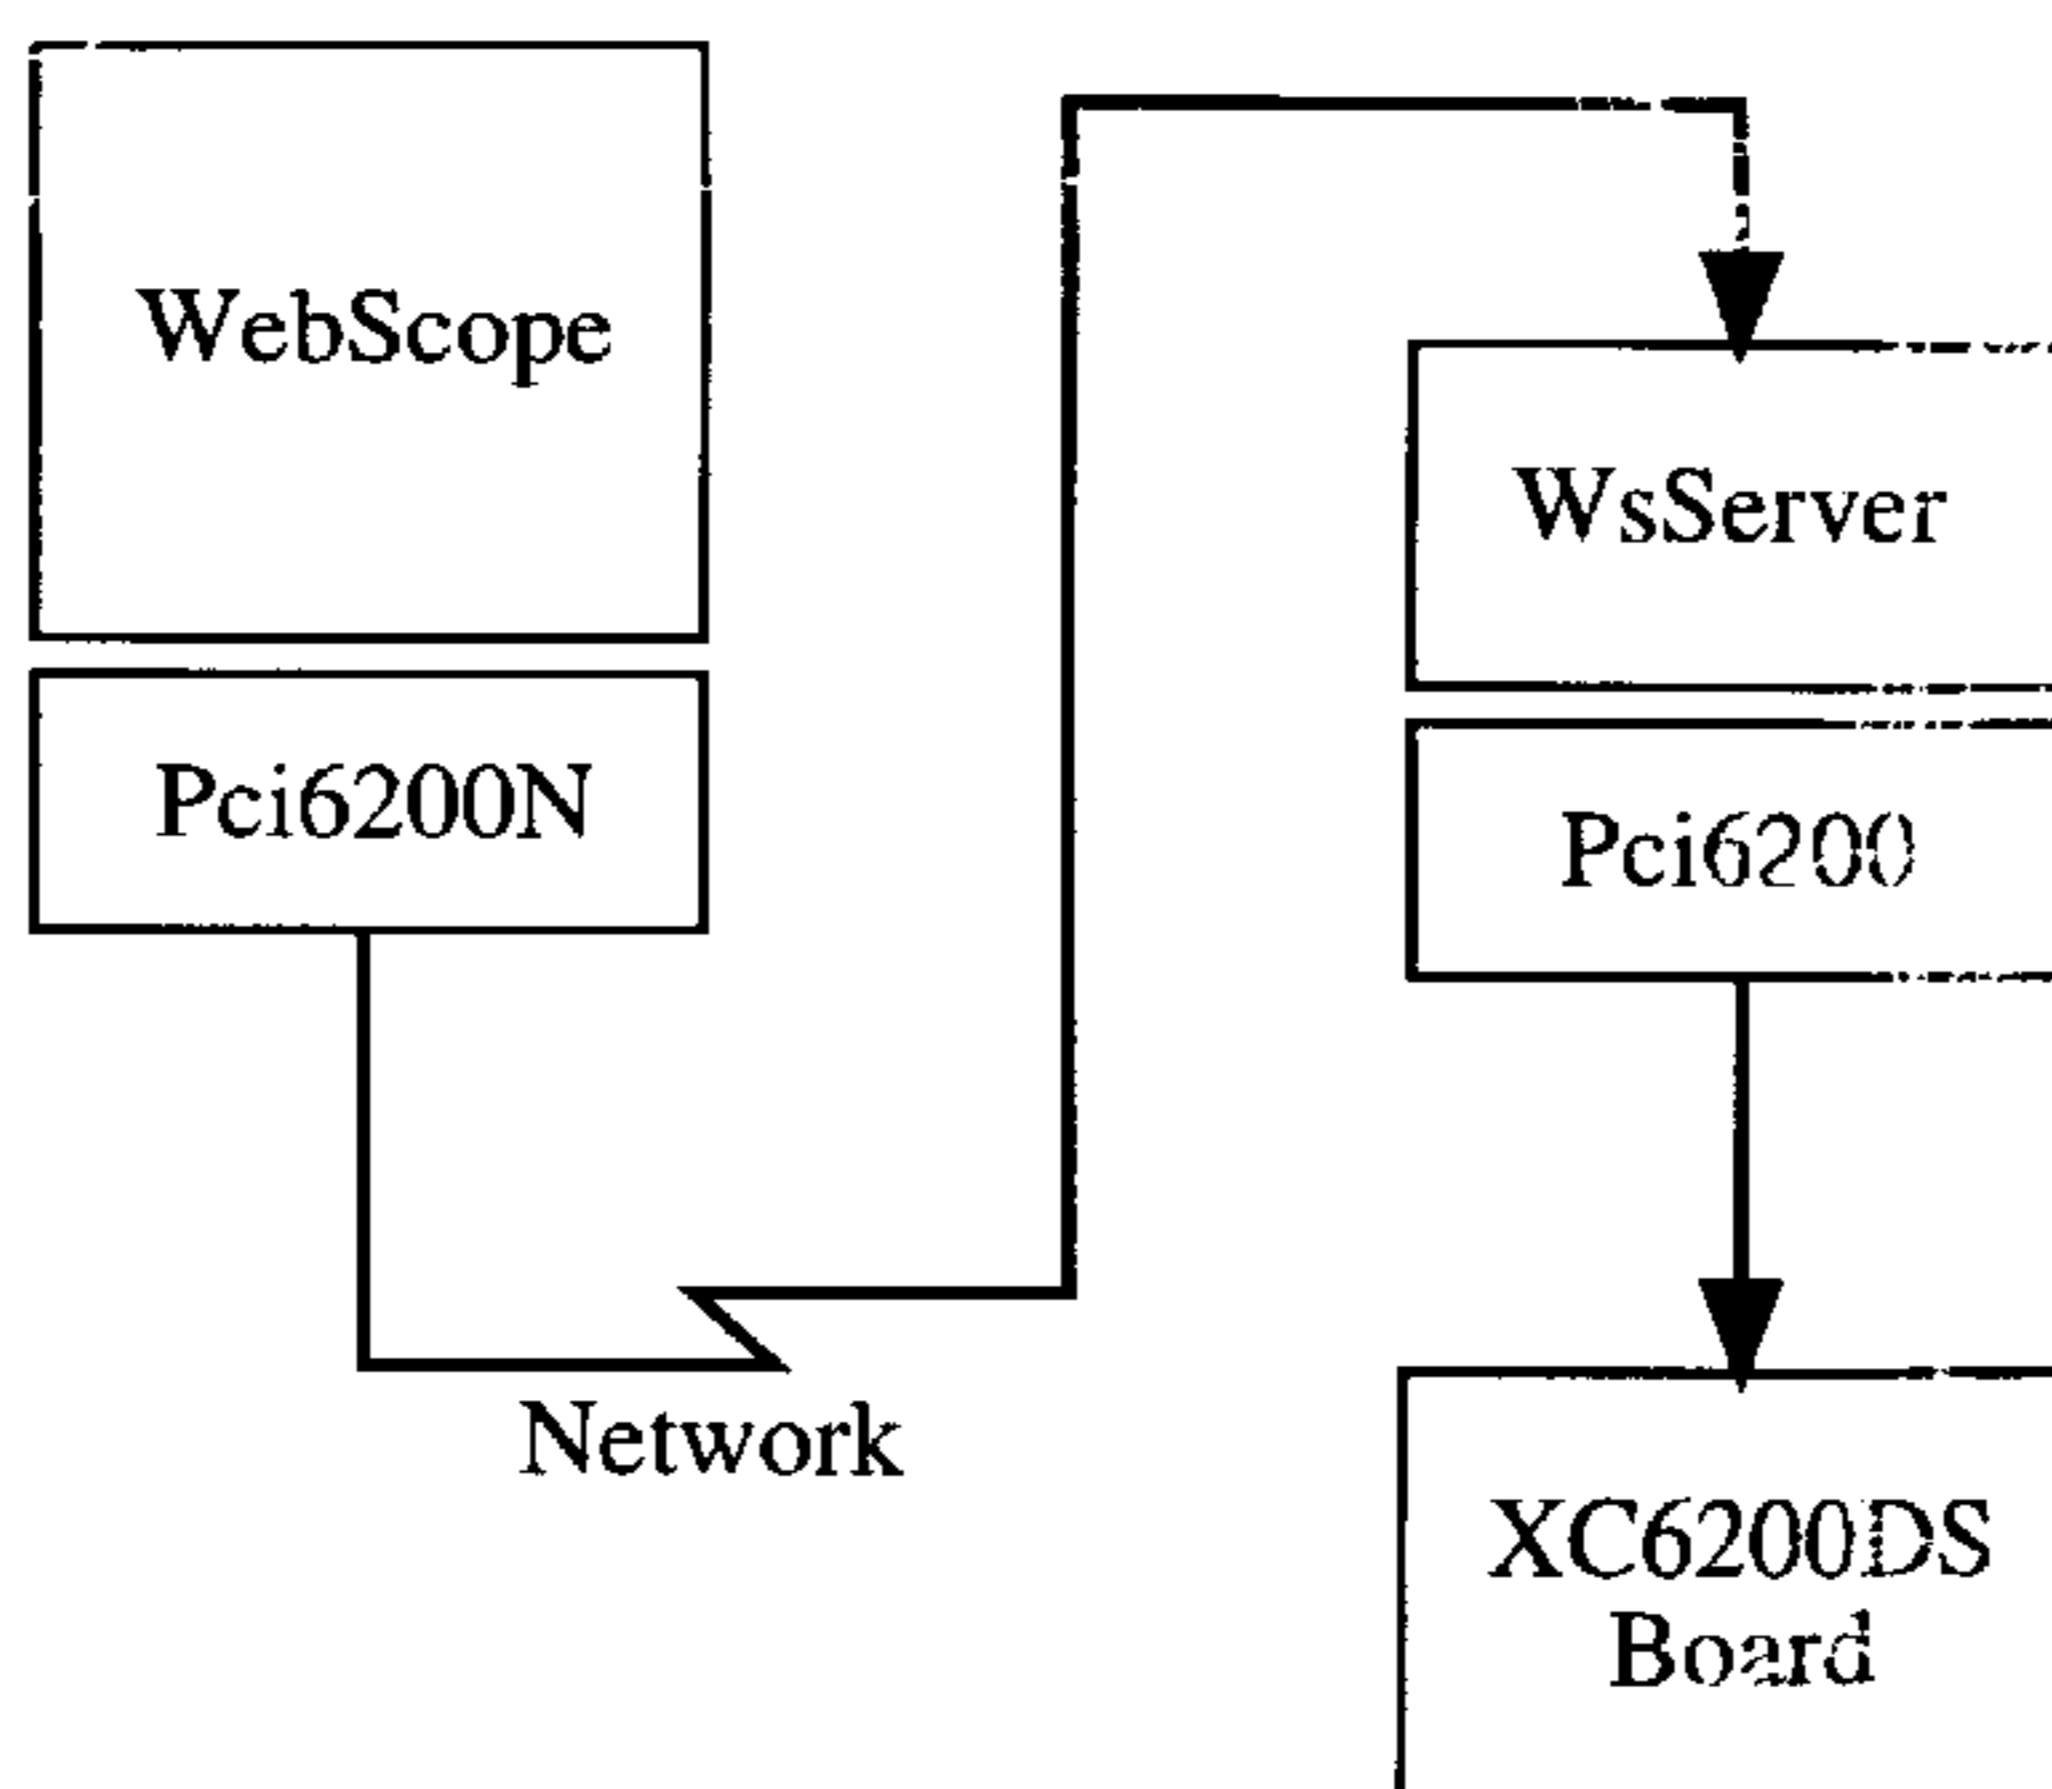 WebScope
Pci6200N
Network
WsServer
Pci6200
XC6200DS
Board